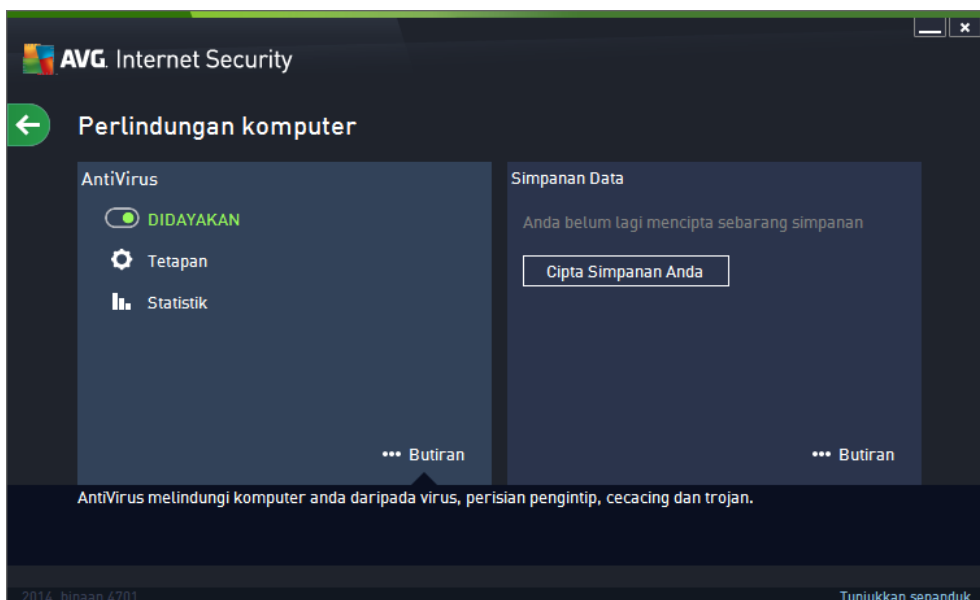 AVG. Internet Security
Perlindungan komputer
AntiVirus
DIDAYAKAN
Tetapan
Statistik
••• Butiran
Simpanan Data
Anda belum lagi mencipta sebarang simpanan
Cipta Simpanan Anda
••• Butiran
AntiVirus melindungi komputer anda daripada virus, perisian pengintip, cecacing dan trojan.
2014 binaan 4701
Tunjukkan sepanduk